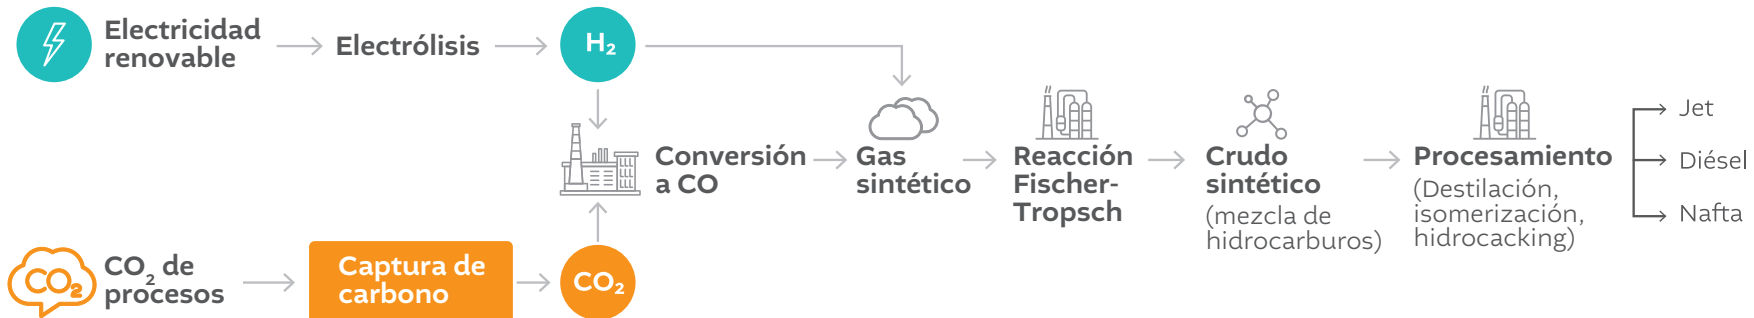 Electricidad
renovable
Electrólisis
H₂
Conversión
a CO
Gas
sintético
Reacción
Fischer-
Tropsch
Crudo
sintético
(mezcla de
hidrocarburos)
Procesamiento
(Destilación,
isomerización,
hidrocacking)
Jet
Diésel
Nafta
CO₂
CO₂ de
procesos
Captura de
carbono
CO₂